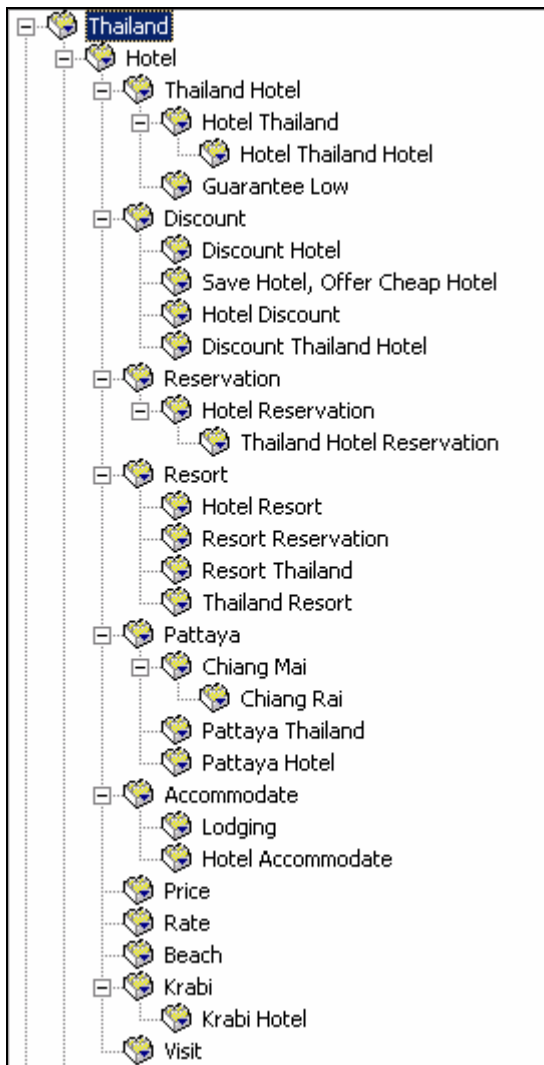 Thailand
Hotel
Thailand Hotel
Hotel Thailand
Hotel Thailand Hotel
Guarantee Low
Discount
Discount Hotel
Save Hotel, Offer Cheap Hotel
Hotel Discount
Discount Thailand Hotel
Reservation
Hotel Reservation
Thailand Hotel Reservation
Resort
Hotel Resort
Resort Reservation
Resort Thailand
Thailand Resort
Pattaya
Chiang Mai
Chiang Rai
Pattaya Thailand
Pattaya Hotel
Accommodate
Lodging
Hotel Accommodate
Price
Rate
Beach
Krabi
Krabi Hotel
Visit